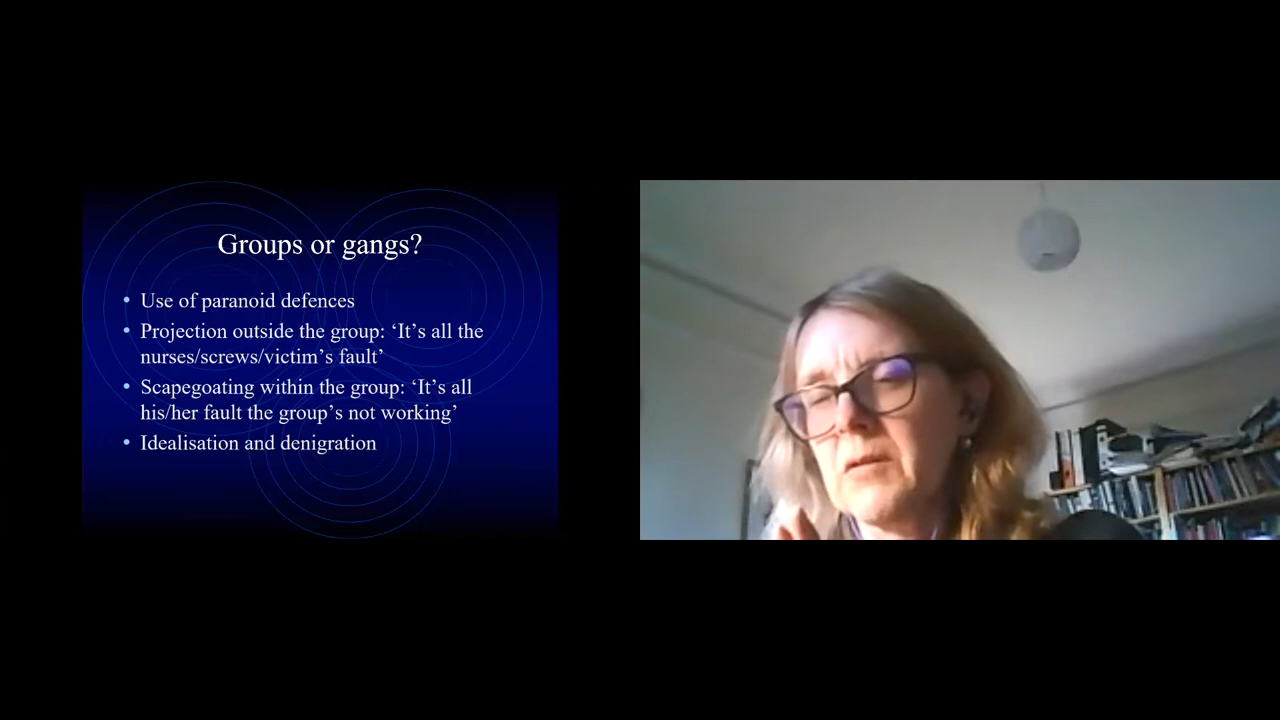 Groups or gangs?
• Use of paranoid defences
• Projection outside the group: ‘It’s all the
nurses/screws/victim’s fault’
• Scapegoating within the group: ‘It’s all
his/her fault the group’s not working’
• Idealisation and denigration